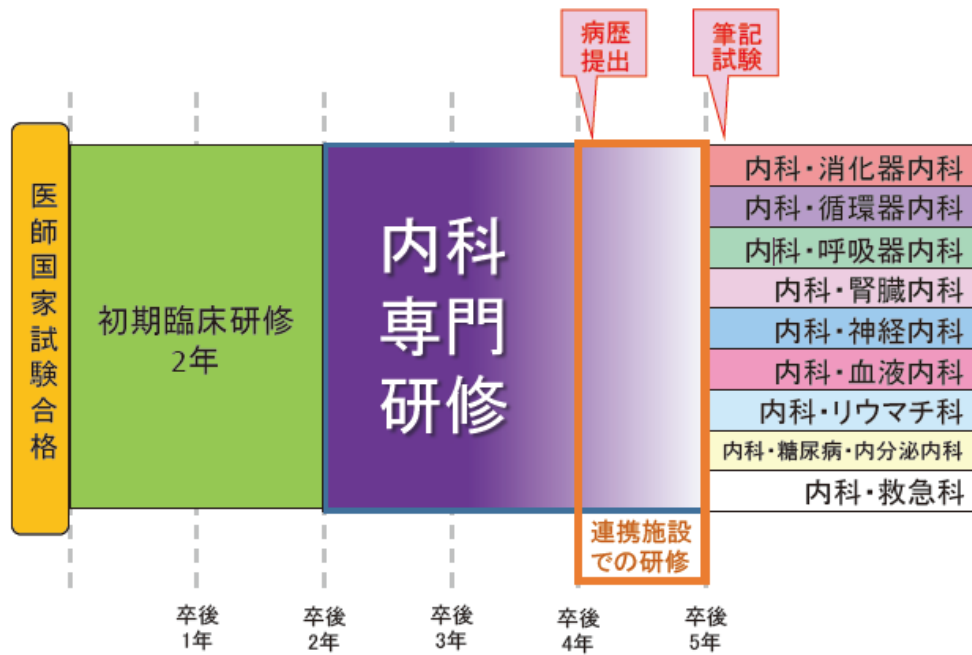 病歴
提出
筆記
試験
医師国家試験合格
初期臨床研修
2年
内科
専門
研修
内科・消化器内科
内科・循環器内科
内科・呼吸器内科
内科・腎臓内科
内科・神経内科
内科・血液内科
内科・リウマチ科
内科・糖尿病・内分泌内科
内科・救急科
連携施設
での研修
卒後
1年
卒後
2年
卒後
3年
卒後
4年
卒後
5年